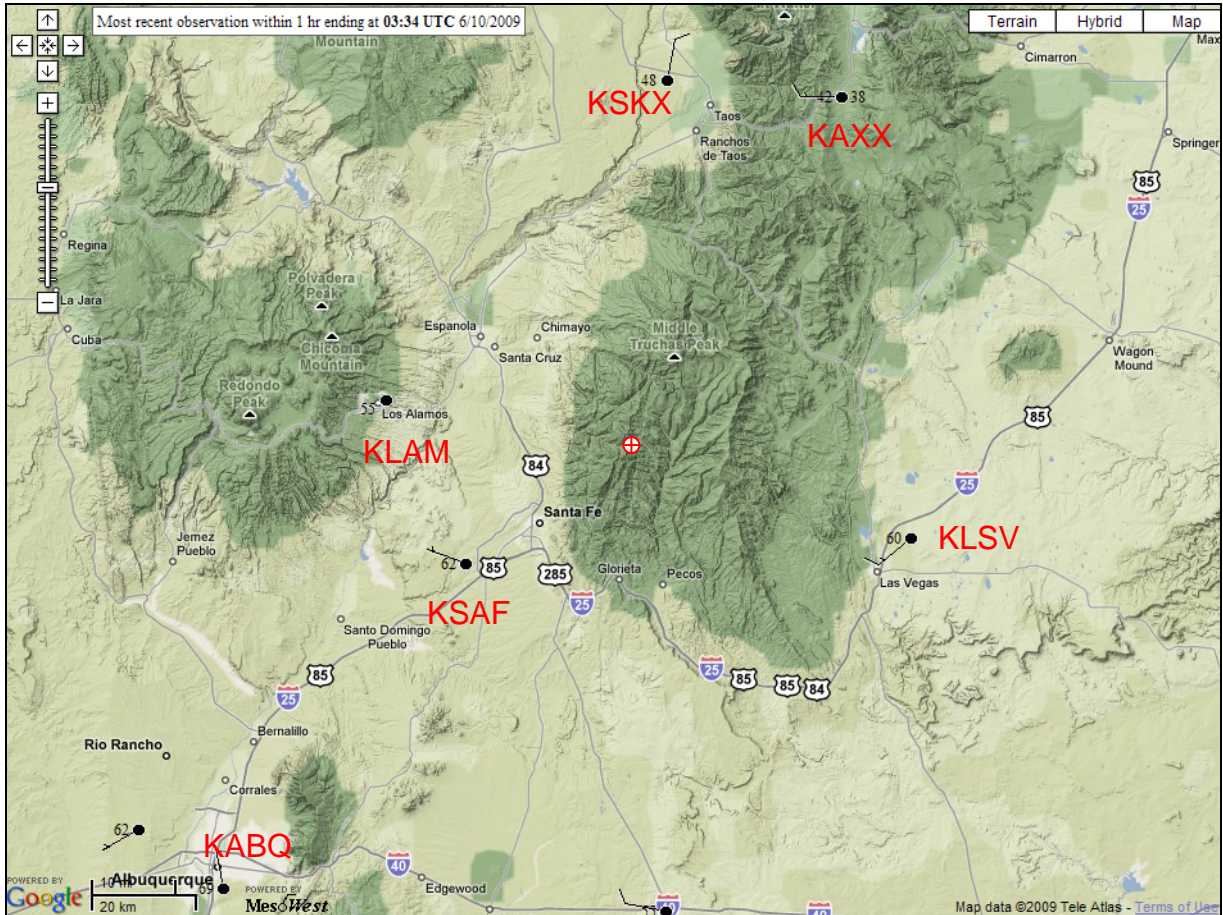 Most recent observation within 1 hr ending at 03:34 UTC 6/10/2009
Terrain
Hybrid
Map
Mountain
Max
Cimarron
48
KSKX
Taos
42
38
KAXX
Ranchos
de Taos
Springer
85
25
Regina
La Jara
Cuba
Polvadera
Peak
Chicoma
Mountain
Redondo
Peak
Espanola
Chimayo
Santa Cruz
Middle
Truchas Peak
Wagon
Mound
55
Los Alamos
KLAM
85
84
25
Santa Fe
Jemez
Pueblo
60
KLSV
62
85
KSAF
285
25
Glorieta
Pecos
Las Vegas
Santo Domingo
Pueblo
85
25
25
85
85
84
Bernalillo
Rio Rancho
Corrales
62
KABQ
Albuquerque
69
40
Edgewood
40
40
POWERED BY
Google
10 mi
20 km
POWERED BY
MesoWest
Map data ©2009 Tele Atlas - Terms of Use